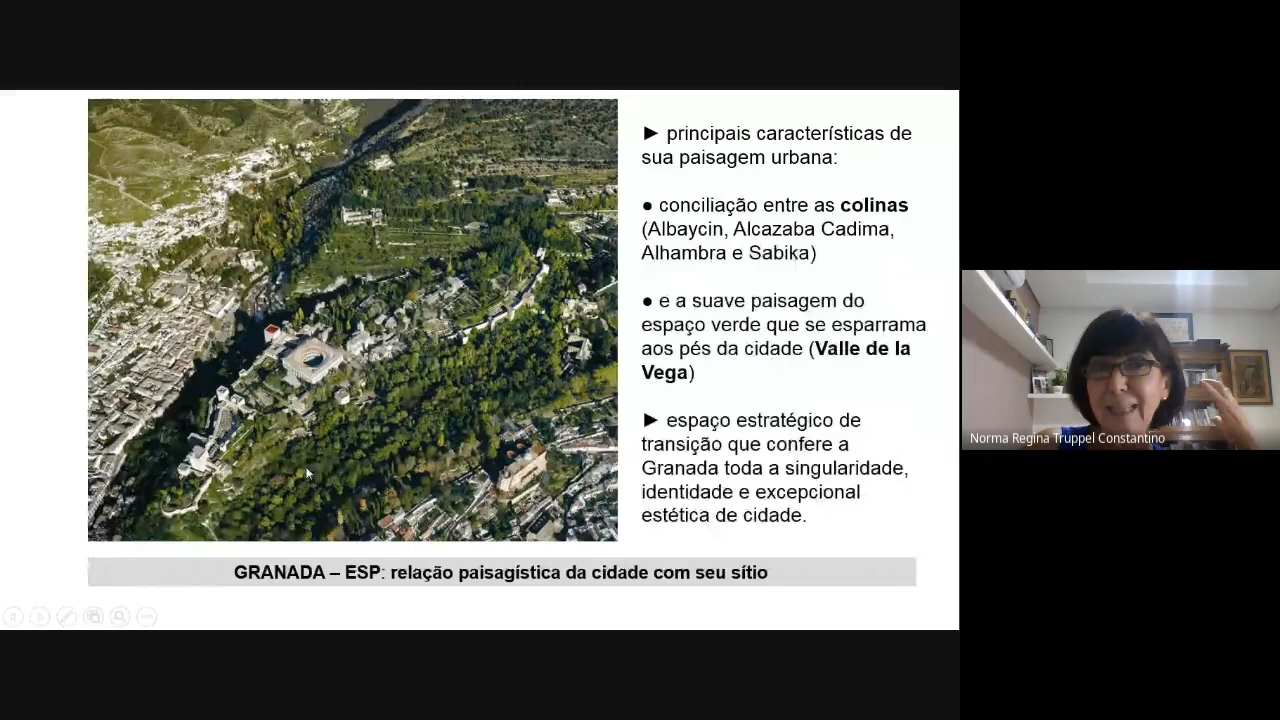 ► principais características de
sua paisagem urbana:
● conciliação entre as colinas
(Albaycin, Alcazaba Cadima,
Alhambra e Sabika)
● e a suave paisagem do
espaço verde que se esparrama
aos pés da cidade (Valle de la
Vega)
► espaço estratégico de
transição que confere a
Granada toda a singularidade,
identidade e excepcional
estética de cidade.
GRANADA – ESP: relação paisagística da cidade com seu sítio
Norma Regina Truppel Constantino